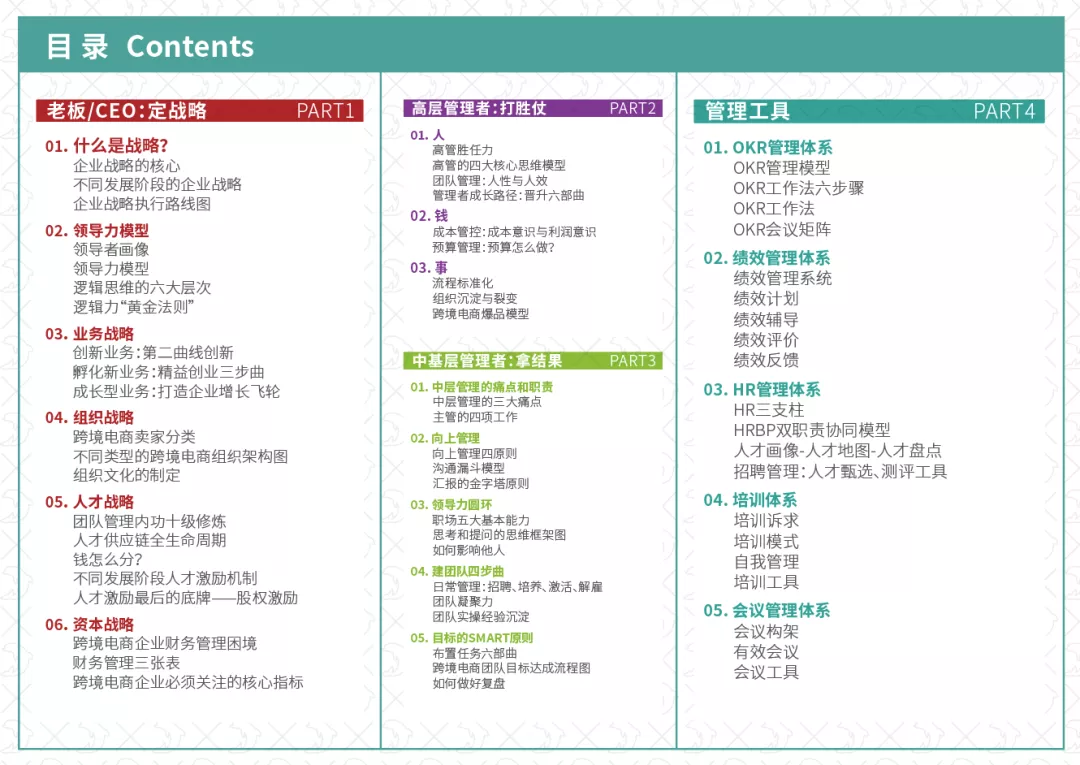 目录 Contents
老板/CEO：定战略 PART1
01. 什么是战略？
企业战略的核心
不同发展阶段的企业战略
企业战略执行路线图
02. 领导力模型
领导者画像
领导力模型
逻辑思维的六大层次
逻辑力“黄金法则”
03. 业务战略
创新业务：第二曲线创新
孵化新业务：精益创业三步曲
成长型业务：打造企业增长飞轮
04. 组织战略
跨境电商卖家分类
不同类型的跨境电商组织架构图
组织文化的制定
05. 人才战略
团队管理内功十级修炼
人才供应链全生命周期
钱怎么分？
不同发展阶段人才激励机制
人才激励最后的底牌——股权激励
06. 资本战略
跨境电商企业财务管理困境
财务管理三张表
跨境电商企业必须关注的核心指标
高层管理者：打胜仗 PART2
01. 人
高管胜任力
高管的四大核心思维模型
团队管理：人性与人效
管理者成长路径：晋升六部曲
02. 钱
成本管控：成本意识与利润意识
预算管理：预算怎么做？
03. 事
流程标准化
组织沉淀与裂变
跨境电商爆品模型
中基层管理者：拿结果 PART3
01. 中层管理的痛点和职责
中层管理的三大痛点
主管的四项工作
02. 向上管理
向上管理四原则
沟通漏斗模型
汇报的金字塔原则
03. 领导力圆环
职场五大基本能力
思考和提问的思维框架图
如何影响他人
04. 建团队四步曲
日常管理：招聘、培养、激活、解雇
团队凝聚力
团队实操经验沉淀
05. 目标的SMART原则
布置任务六部曲
跨境电商团队目标达成流程图
如何做好复盘
管理工具 PART4
01. OKR管理体系
OKR管理模型
OKR工作法六步骤
OKR工作法
OKR会议矩阵
02. 绩效管理体系
绩效管理系统
绩效计划
绩效辅导
绩效评价
绩效反馈
03. HR管理体系
HR三支柱
HRBP双职责协同模型
人才画像-人才地图-人才盘点
招聘管理：人才甄选、测评工具
04. 培训体系
培训诉求
培训模式
自我管理
培训工具
05. 会议管理体系
会议构架
有效会议
会议工具